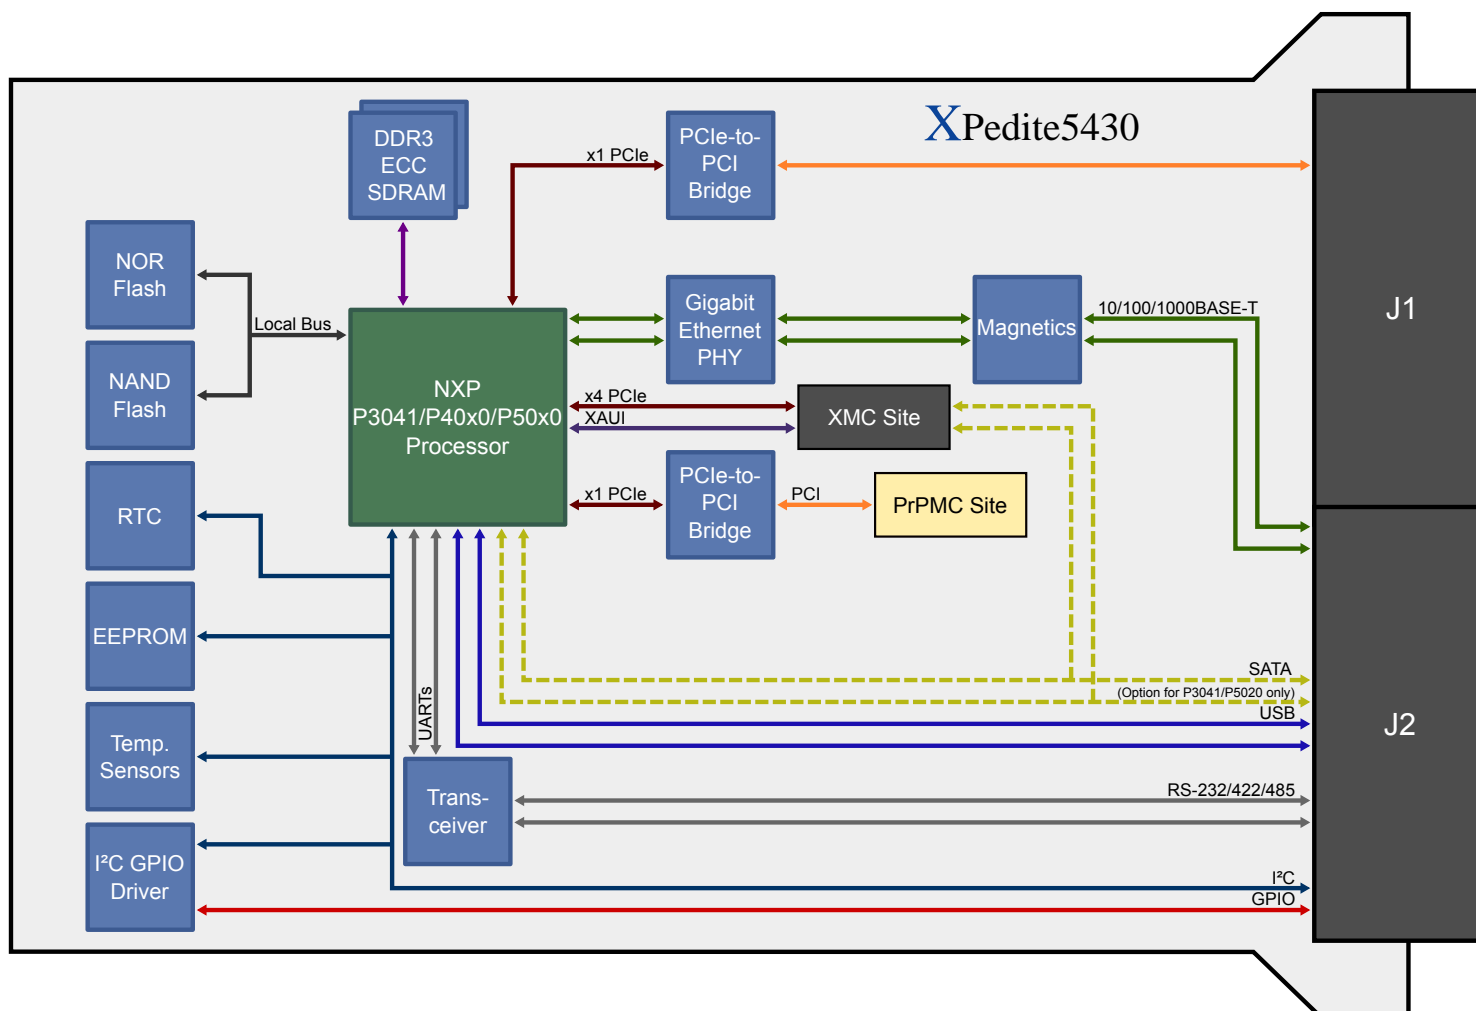 XPedite5430
DDR3
ECC
SDRAM
x1 PCIe
PCIe-to-
PCI
Bridge
NOR
Flash
Local Bus
NAND
Flash
Gigabit
Ethernet
PHY
Magnetics
10/100/1000BASE-T
J1
NXP
P3041/P40x0/P50x0
Processor
x4 PCIe
XAUI
XMC Site
x1 PCIe
PCIe-to-
PCI
Bridge
PCI
PrPMC Site
RTC
EEPROM
Temp.
Sensors
I²C GPIO
Driver
UARTs
Trans-
ceiver
SATA
(Option for P3041/P5020 only)
USB
RS-232/422/485
I²C
GPIO
J2